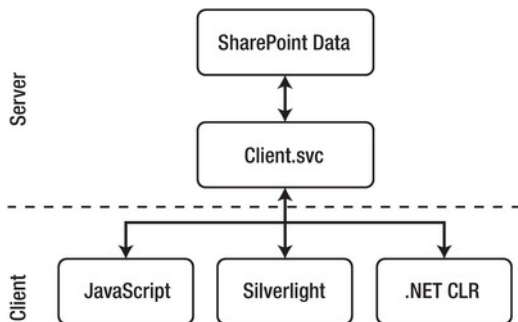 SharePoint Data
Server
Client.svc
JavaScript
Silverlight
.NET CLR
Client